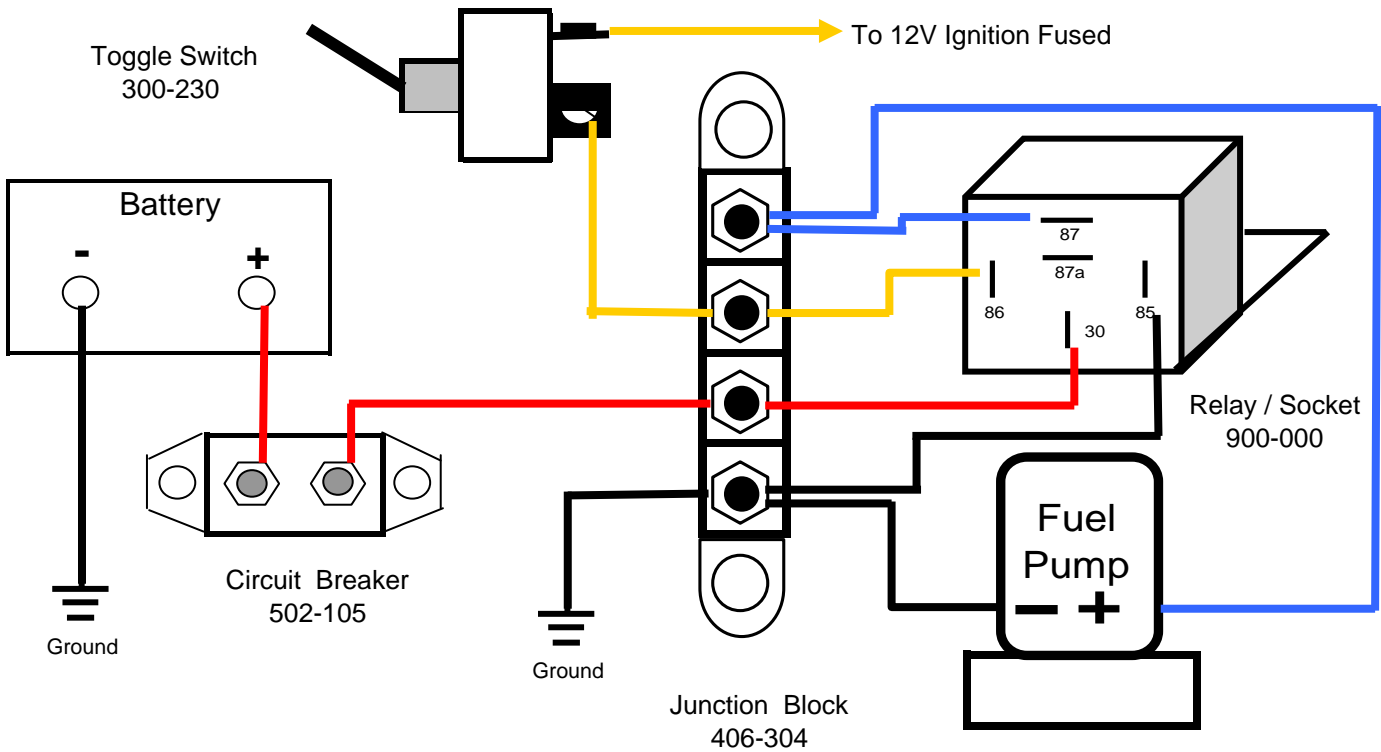 To 12V Ignition Fused
Toggle Switch
300-230
Battery
-
+
87
87a
86
85
30
Relay / Socket
900-000
Fuel
Pump
- +
Circuit Breaker
502-105
Ground
Ground
Junction Block
406-304